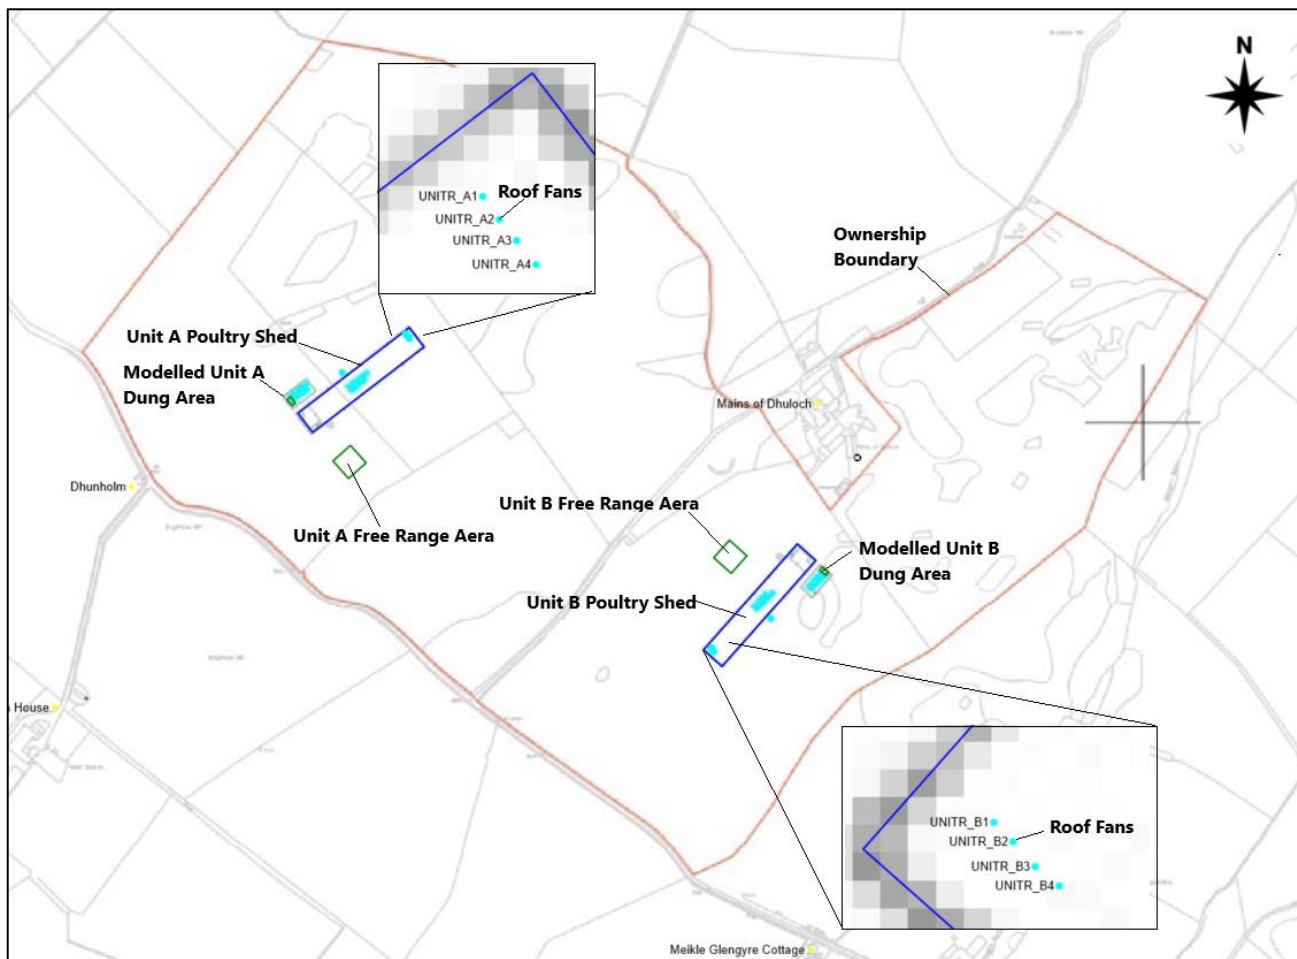 N
UNITR_A1
Roof Fans
UNITR_A2
UNITR_A3
UNITR_A4
Ownership
Boundary
Unit A Poultry Shed
Modelled Unit A
Dung Area
Mains of Dhuloch
Dhunholm
Unit B Free Range Aera
Unit A Free Range Aera
Modelled Unit B
Dung Area
Unit B Poultry Shed
House
UNITR_B1
Roof Fans
UNITR_B2
UNITR_B3
UNITR_B4
Meikle Glengyre Cottage